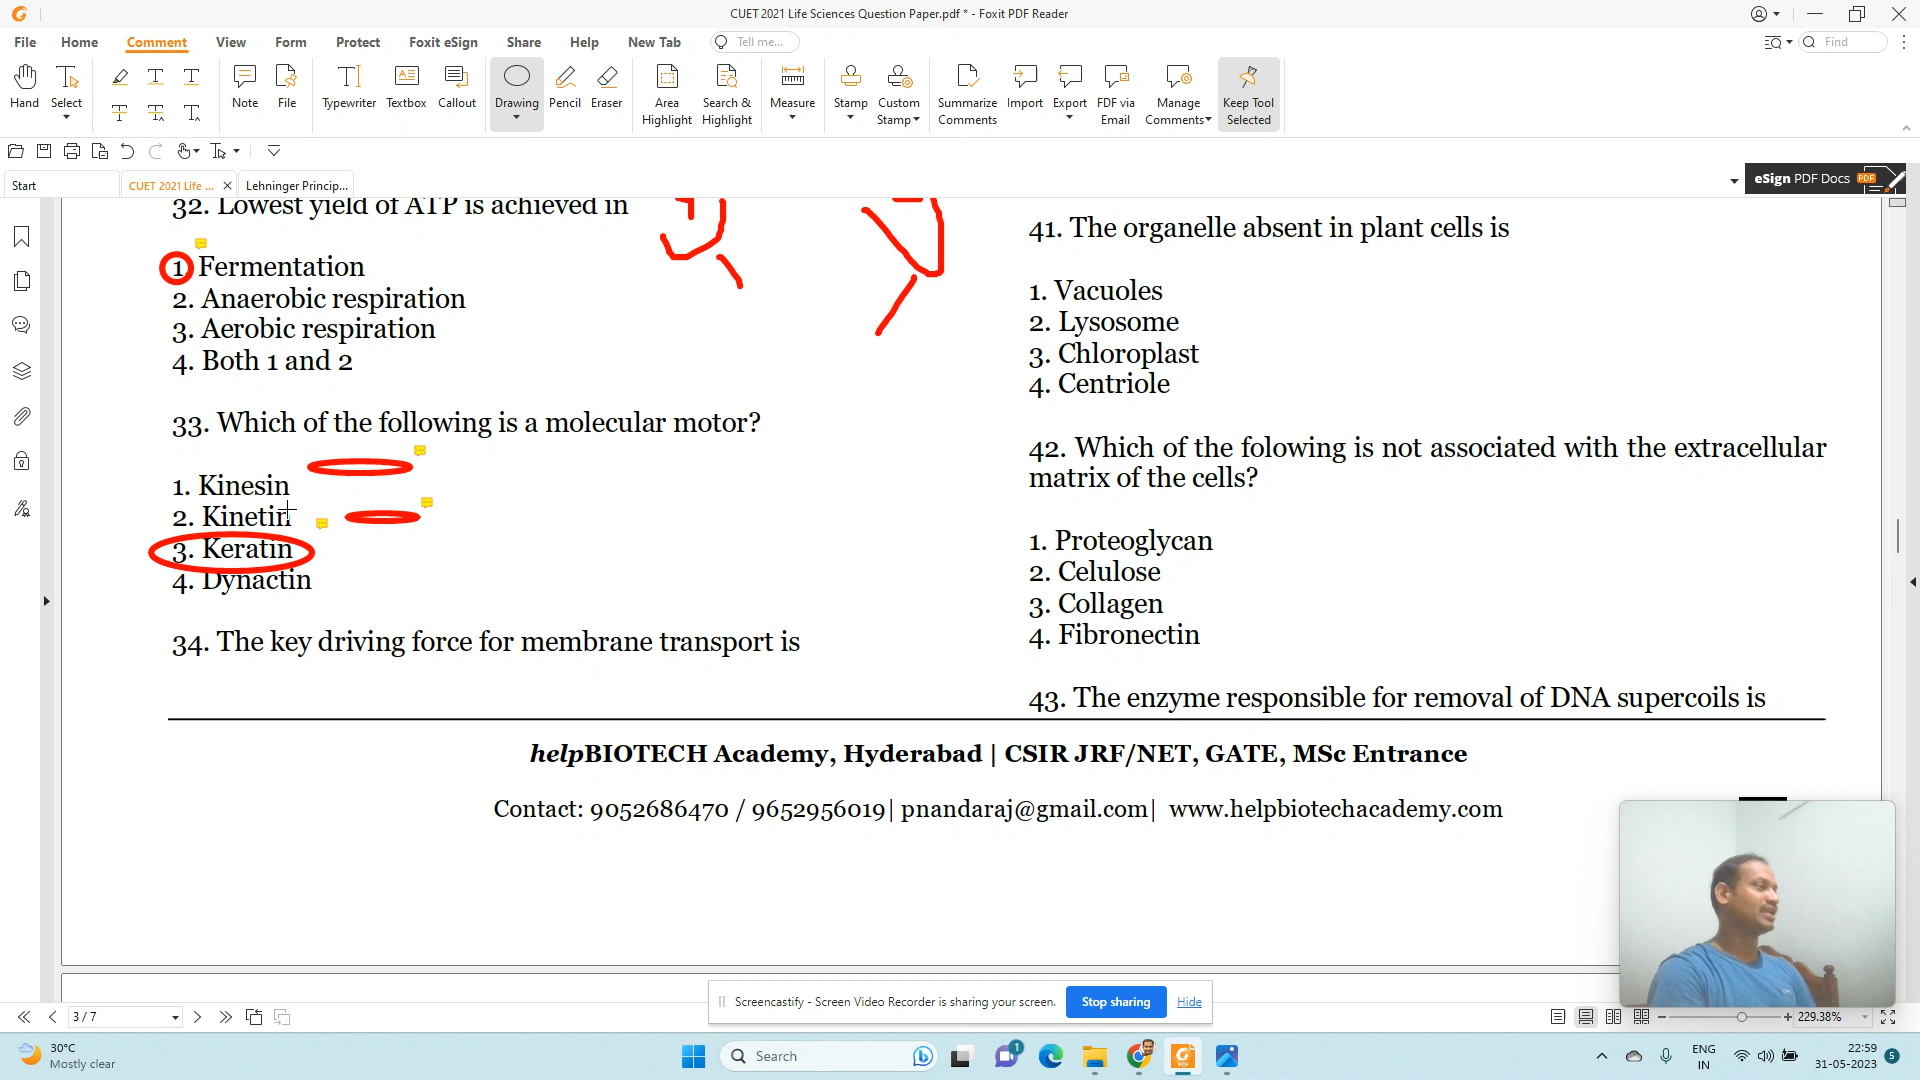 CUET 2021 Life Sciences Question Paper.pdf * - Foxit PDF Reader
File Home Comment View Form Protect Foxit eSign Share Help New Tab Tell me... Find
Hand Select Note File Typewriter Textbox Callout Drawing Pencil Eraser Area Highlight Search & Highlight Measure Stamp Custom Stamp Summarize Comments Import Export FDF via Email Manage Comments Keep Tool Selected
Start CUET 2021 Life ... Lehninger Princip... eSign PDF Docs PDF
32. Lowest yield of ATP is achieved in
1. Fermentation
2. Anaerobic respiration
3. Aerobic respiration
4. Both 1 and 2
33. Which of the following is a molecular motor?
1. Kinesin
2. Kinetin
3. Keratin
4. Dynactin
34. The key driving force for membrane transport is
41. The organelle absent in plant cells is
1. Vacuoles
2. Lysosome
3. Chloroplast
4. Centriole
42. Which of the folowing is not associated with the extracellular
matrix of the cells?
1. Proteoglycan
2. Celulose
3. Collagen
4. Fibronectin
43. The enzyme responsible for removal of DNA supercoils is
helpBIOTECH Academy, Hyderabad | CSIR JRF/NET, GATE, MSc Entrance
Contact: 9052686470 / 9652956019| pnandaraj@gmail.com| www.helpbiotechacademy.com
Screencastify - Screen Video Recorder is sharing your screen. Stop sharing Hide
3 / 7 229.38%
30°C
Mostly clear
Search
1
ENG
IN
22:59
31-05-2023
5